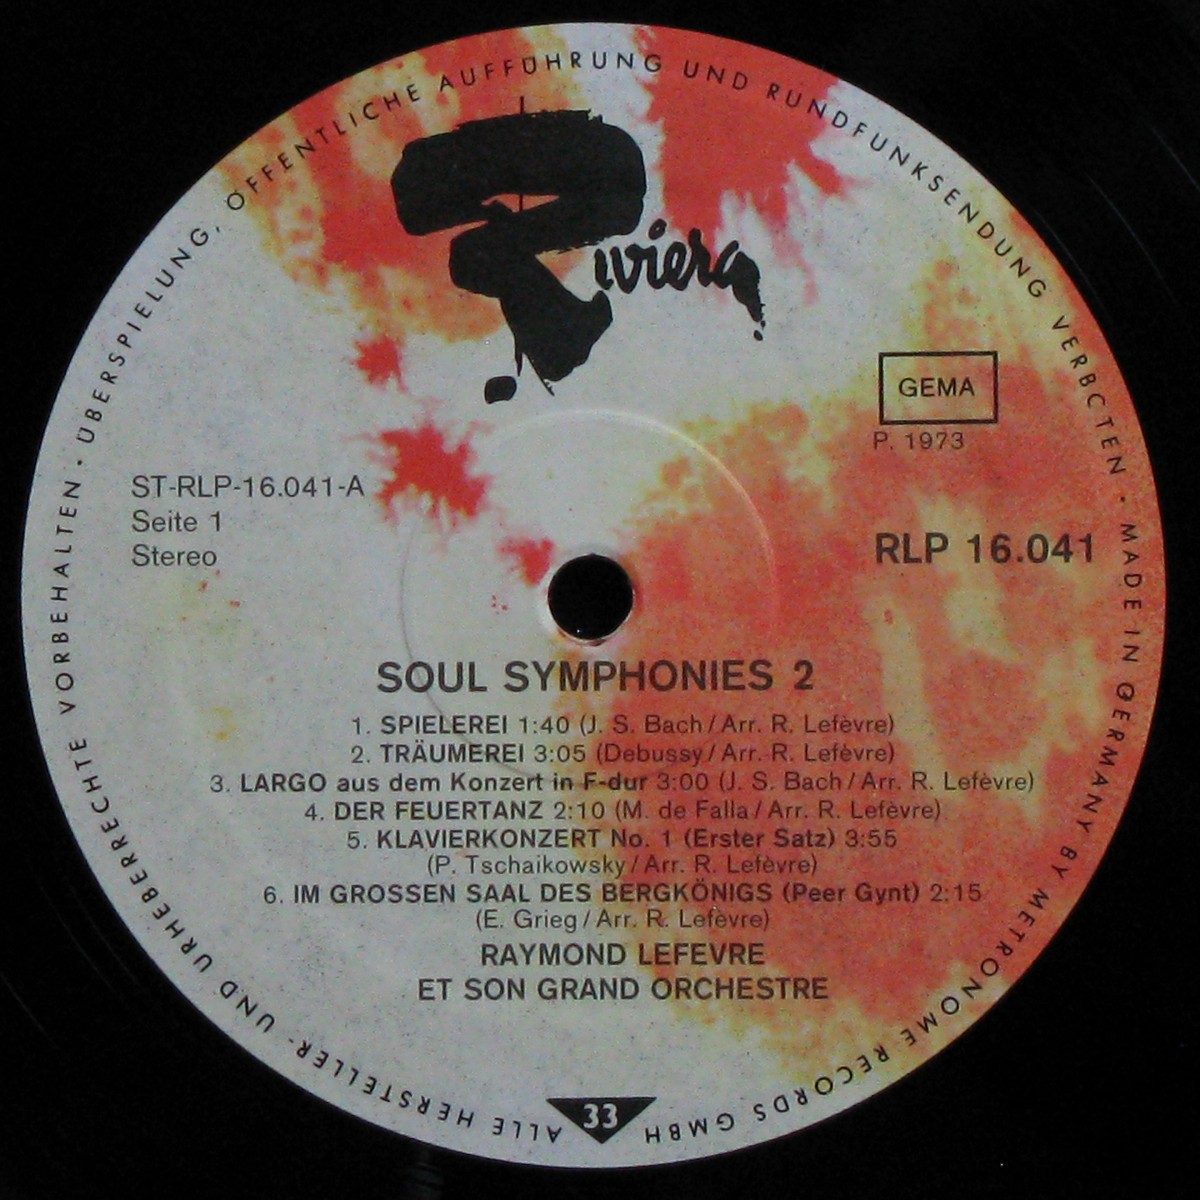 ALLE HERSTELLER- UND URHEBERRECHTE VORBEHALTEN · ÜBERSPIELUNG, ÖFFENTLICHE AUFFÜHRUNG UND RUNDFUNKSENDUNG VERBOTEN · MADE IN GERMANY BY METRONOME RECORDS GMBH
Riviera
GEMA
P. 1973
ST-RLP-16.041-A
Seite 1
Stereo
RLP 16.041
SOUL SYMPHONIES 2
1. SPIELEREI 1:40 (J. S. Bach/Arr. R. Lefèvre)
2. TRÄUMEREI 3:05 (Debussy/Arr. R. Lefèvre)
3. LARGO aus dem Konzert in F-dur 3:00 (J. S. Bach/Arr. R. Lefèvre)
4. DER FEUERTANZ 2:10 (M. de Falla/Arr. R. Lefèvre)
5. KLAVIERKONZERT No. 1 (Erster Satz) 3:55
(P. Tschaikowsky/Arr. R. Lefèvre)
6. IM GROSSEN SAAL DES BERGKÖNIGS (Peer Gynt) 2:15
(E. Grieg/Arr. R. Lefèvre)
RAYMOND LEFEVRE
ET SON GRAND ORCHESTRE
33